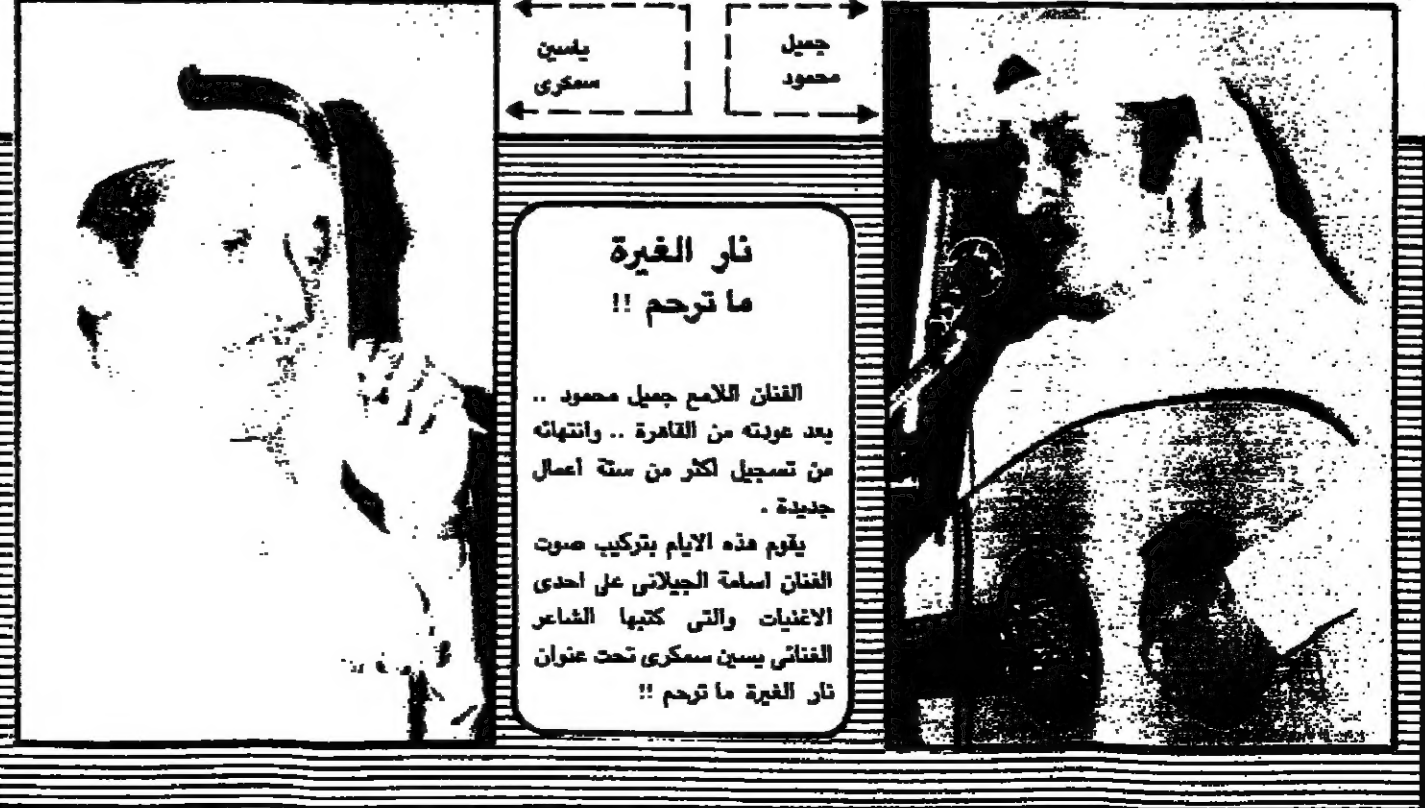 جميل
محمود
ياسين
سمكرى
نار الغيرة
ما ترحم !!
الفنان اللامع جميل محمود ..
بعد عودته من القاهرة .. وانتهائه
من تسجيل اكثر من ستة أعمال
جديدة .
يقوم هذه الايام بتركيب صوت
الفنان اسامة الجيلانى على احدى
الاغنيات والتى كتبها الشاعر
الغنائى يسين سمكرى تحت عنوان
نار الغيرة ما ترحم !!